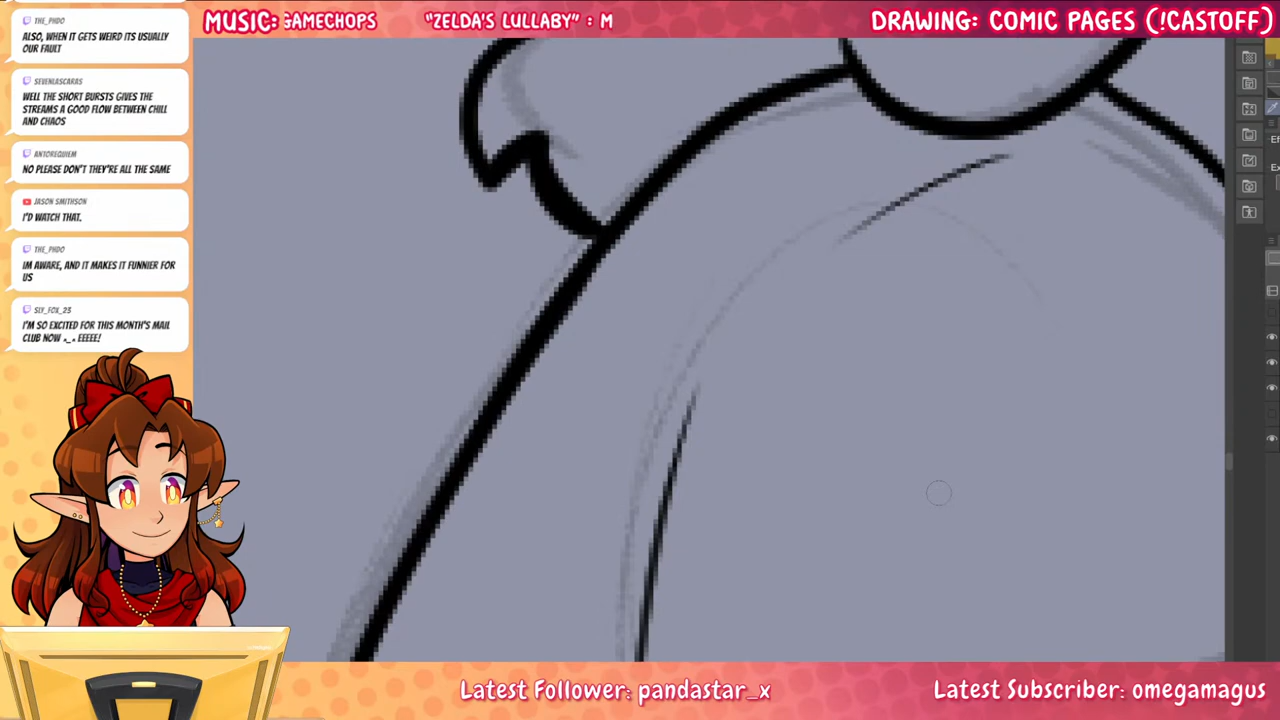 MUSIC: GAMECHOPS "ZELDA'S LULLABY" : M
DRAWING: COMIC PAGES (!CASTOFF)
THE_PHDO
ALSO, WHEN IT GETS WEIRD ITS USUALLY
OUR FAULT
SEVENLASCARAS
WELL THE SHORT BURSTS GIVES THE
STREAMS A GOOD FLOW BETWEEN CHILL
AND CHAOS
ANTOREQUIEM
NO PLEASE DON'T THEY'RE ALL THE SAME
JASON SMITHSON
I'D WATCH THAT.
THE_PHDO
IM AWARE, AND IT MAKES IT FUNNIER FOR
US
SLY_FOX_23
I'M SO EXCITED FOR THIS MONTH'S MAIL
CLUB NOW ^_^ EEEEE!
Ef
Ex
Latest Follower: pandastar_x
Latest Subscriber: omegamagus